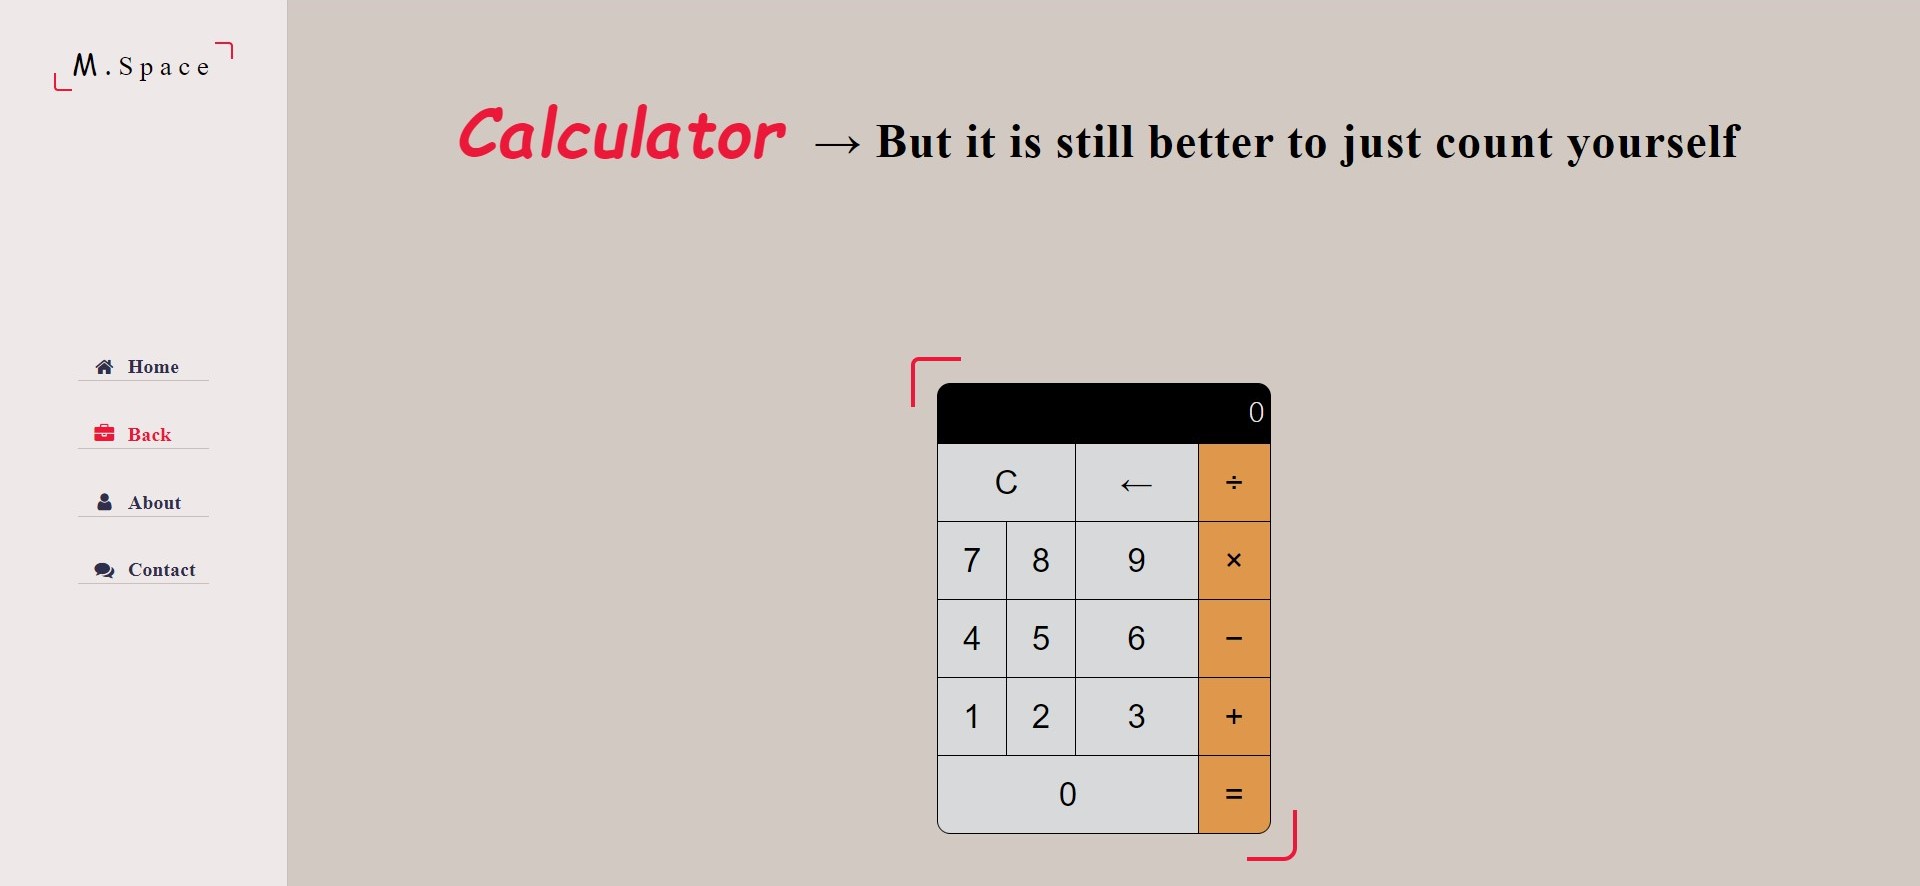 M.Space
Home
Back
About
Contact
Calculator → But it is still better to just count yourself
0
C ← ÷
7 8 9 ×
4 5 6 −
1 2 3 +
0 =